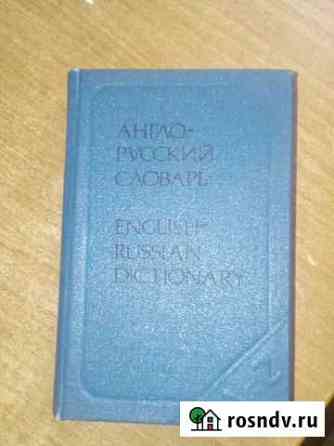 АНГЛО-
РУССКИЙ
СЛОВАРЬ
ENGLISH-
RUSSIAN
DICTIONARY
rosndv.ru